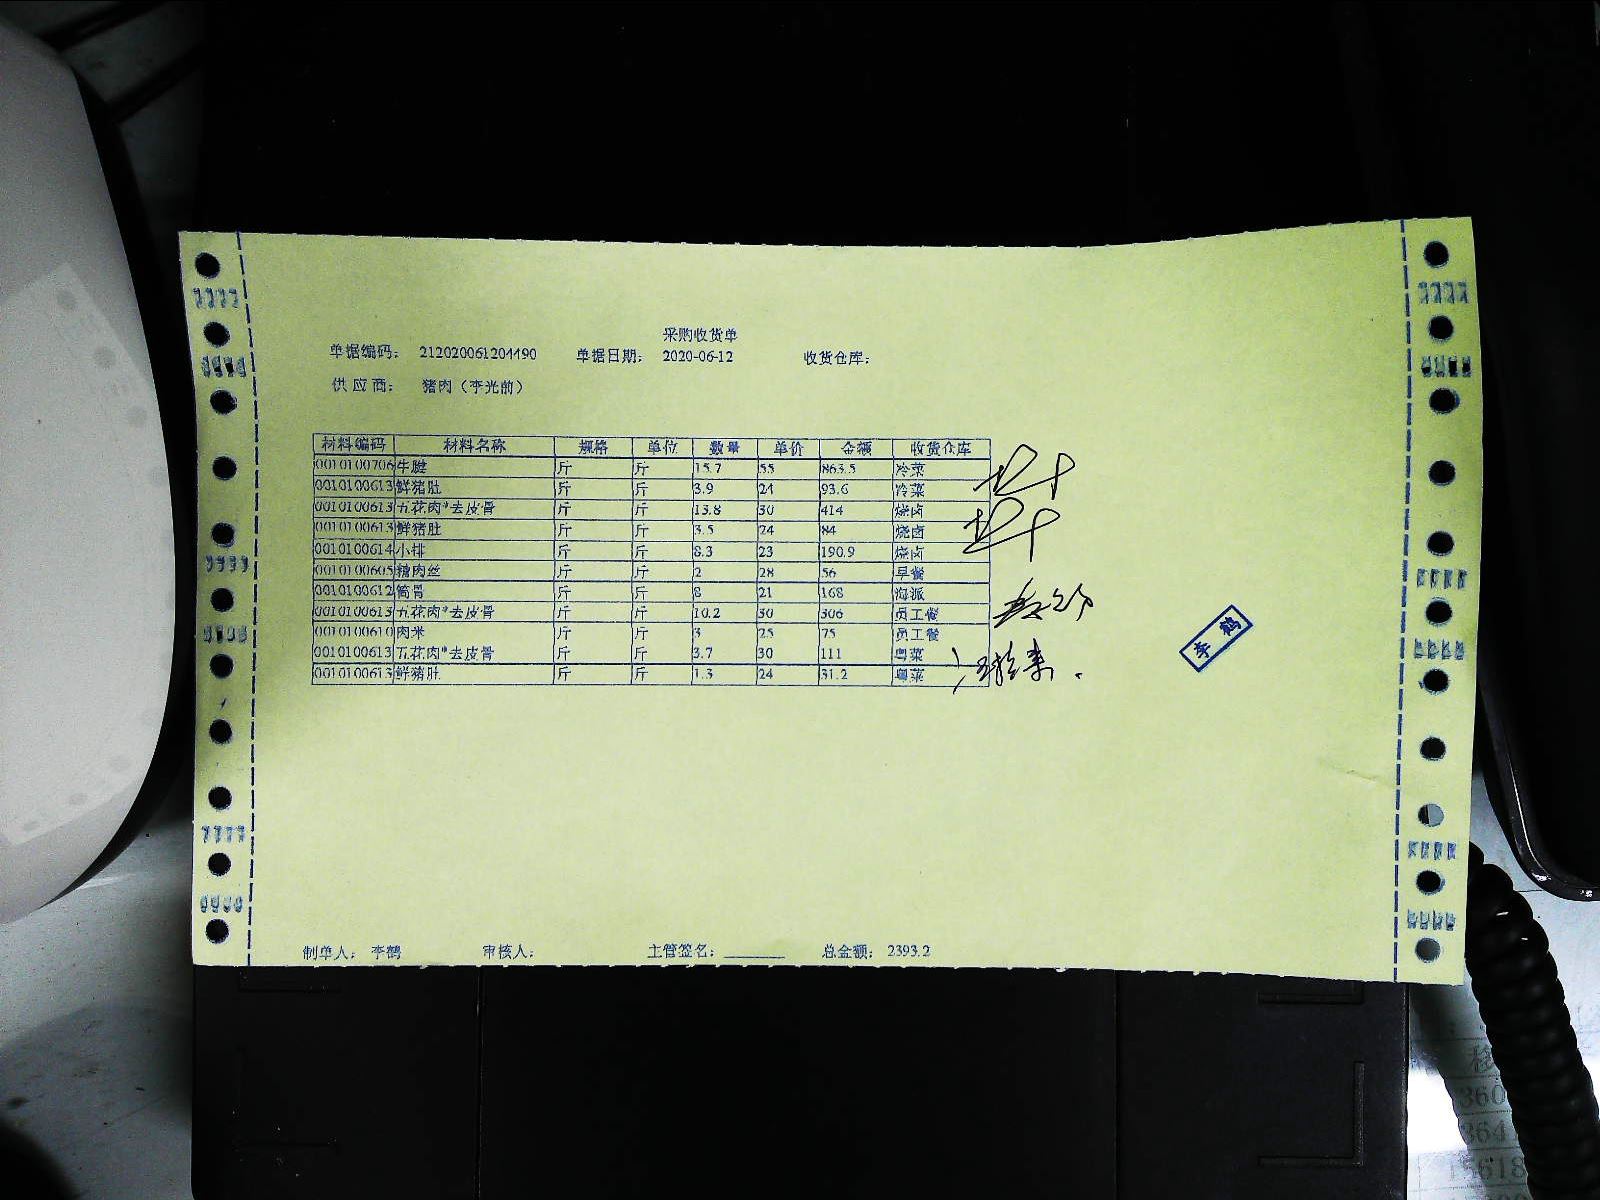 采购收货单
单据编码: 212020061204490 单据日期: 2020-06-12 收货仓库:
供应商: 猪肉（李光前）
材料编码 材料名称 规格 单位 数量 单价 金额 收货仓库
0010100706 牛腱 斤 斤 15.7 55 863.5 冷菜
0010100613 鲜猪肚 斤 斤 3.9 24 93.6 冷菜
0010100613 五花肉*去皮骨 斤 斤 13.8 30 414 烧卤
0010100613 鲜猪肚 斤 斤 3.5 24 84 烧卤
0010100614 小排 斤 斤 8.3 23 190.9 烧卤
0010100605 精肉丝 斤 斤 2 28 56 早餐
0010100612 筒骨 斤 斤 8 21 168 海派
0010100613 五花肉*去皮骨 斤 斤 10.2 30 306 员工餐
0010100610 肉米 斤 斤 3 25 75 员工餐
0010100613 五花肉*去皮骨 斤 斤 3.7 30 111 粤菜
0010100613 鲜猪肚 斤 斤 1.3 24 31.2 粤菜
李鹤
制单人: 李鹤 审核人: 主管签名: 总金额: 2393.2